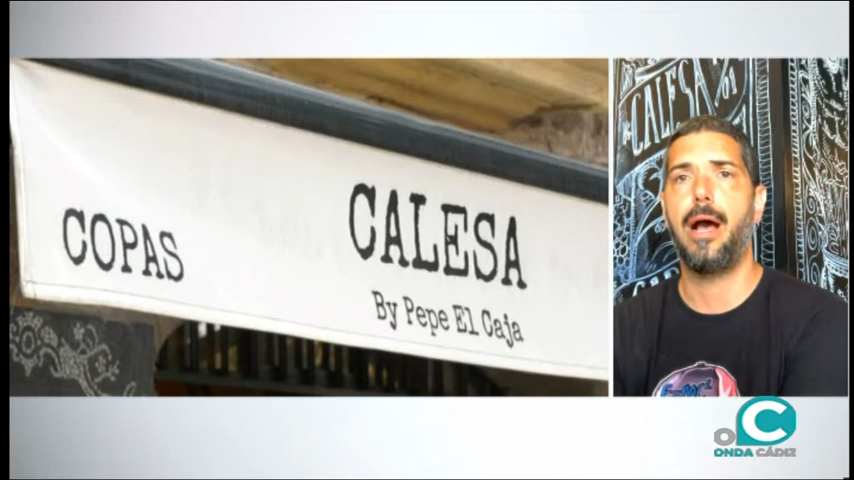 COPAS
CALESA
By Pepe El Caja
CALESA
ONDA CÁDIZ